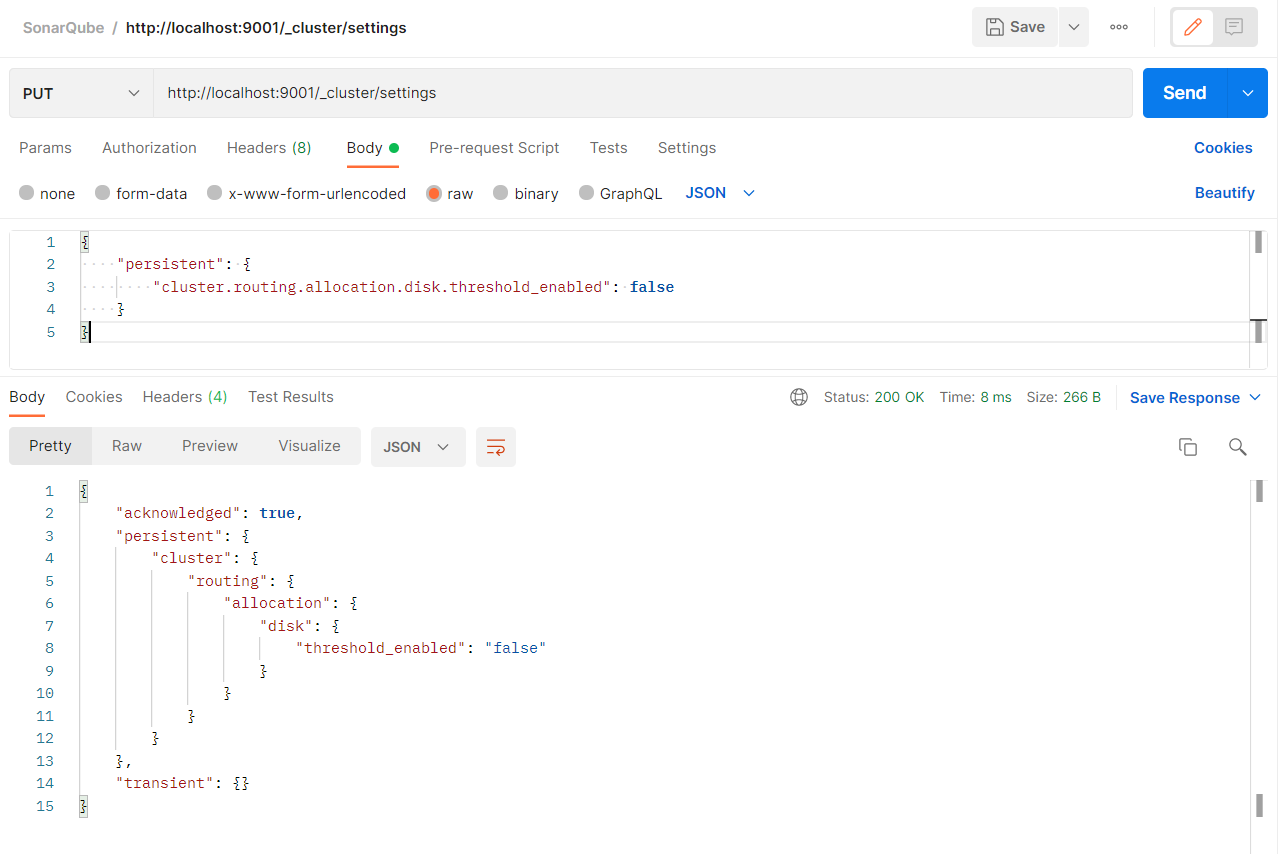 SonarQube / http://localhost:9001/_cluster/settings
Save
PUT
http://localhost:9001/_cluster/settings
Send
Params Authorization Headers (8) Body Pre-request Script Tests Settings Cookies
none form-data x-www-form-urlencoded raw binary GraphQL JSON Beautify
1 {
2 "persistent": {
3 "cluster.routing.allocation.disk.threshold_enabled": false
4 }
5 }
Body Cookies Headers (4) Test Results Status: 200 OK Time: 8 ms Size: 266 B Save Response
Pretty Raw Preview Visualize JSON
1 {
2 "acknowledged": true,
3 "persistent": {
4 "cluster": {
5 "routing": {
6 "allocation": {
7 "disk": {
8 "threshold_enabled": "false"
9 }
10 }
11 }
12 }
13 },
14 "transient": {}
15 }